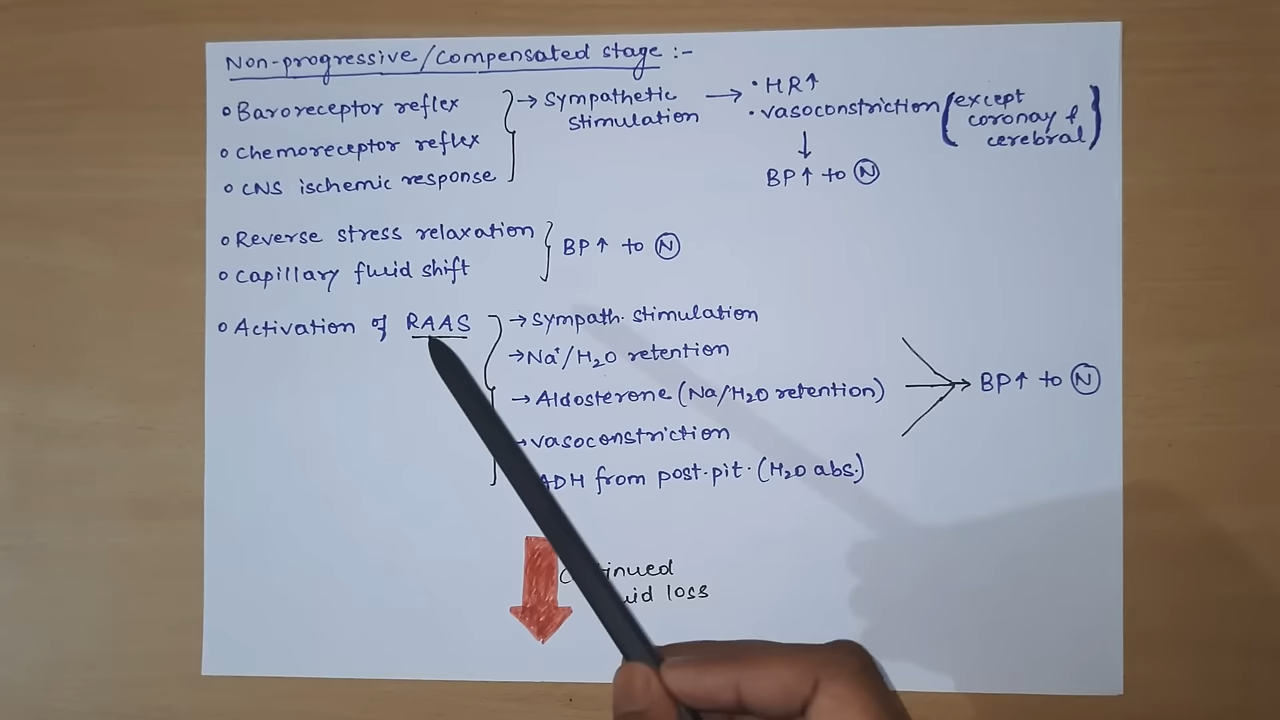 Non-progressive/compensated stage :-
Baroreceptor reflex
Chemoreceptor reflex
CNS ischemic response
→ Sympathetic stimulation →
• HR↑
• vasoconstriction (except coronay & cerebral)
↓
BP↑ to Ⓝ
Reverse stress relaxation
Capillary fluid shift
BP↑ to Ⓝ
Activation of RAAS
→ Sympath. stimulation
→ Na⁺/H₂O retention
→ Aldosterone (Na/H₂O retention)
→ vasoconstriction
ADH from post.pit. (H₂O abs.)
→ BP↑ to Ⓝ
loss